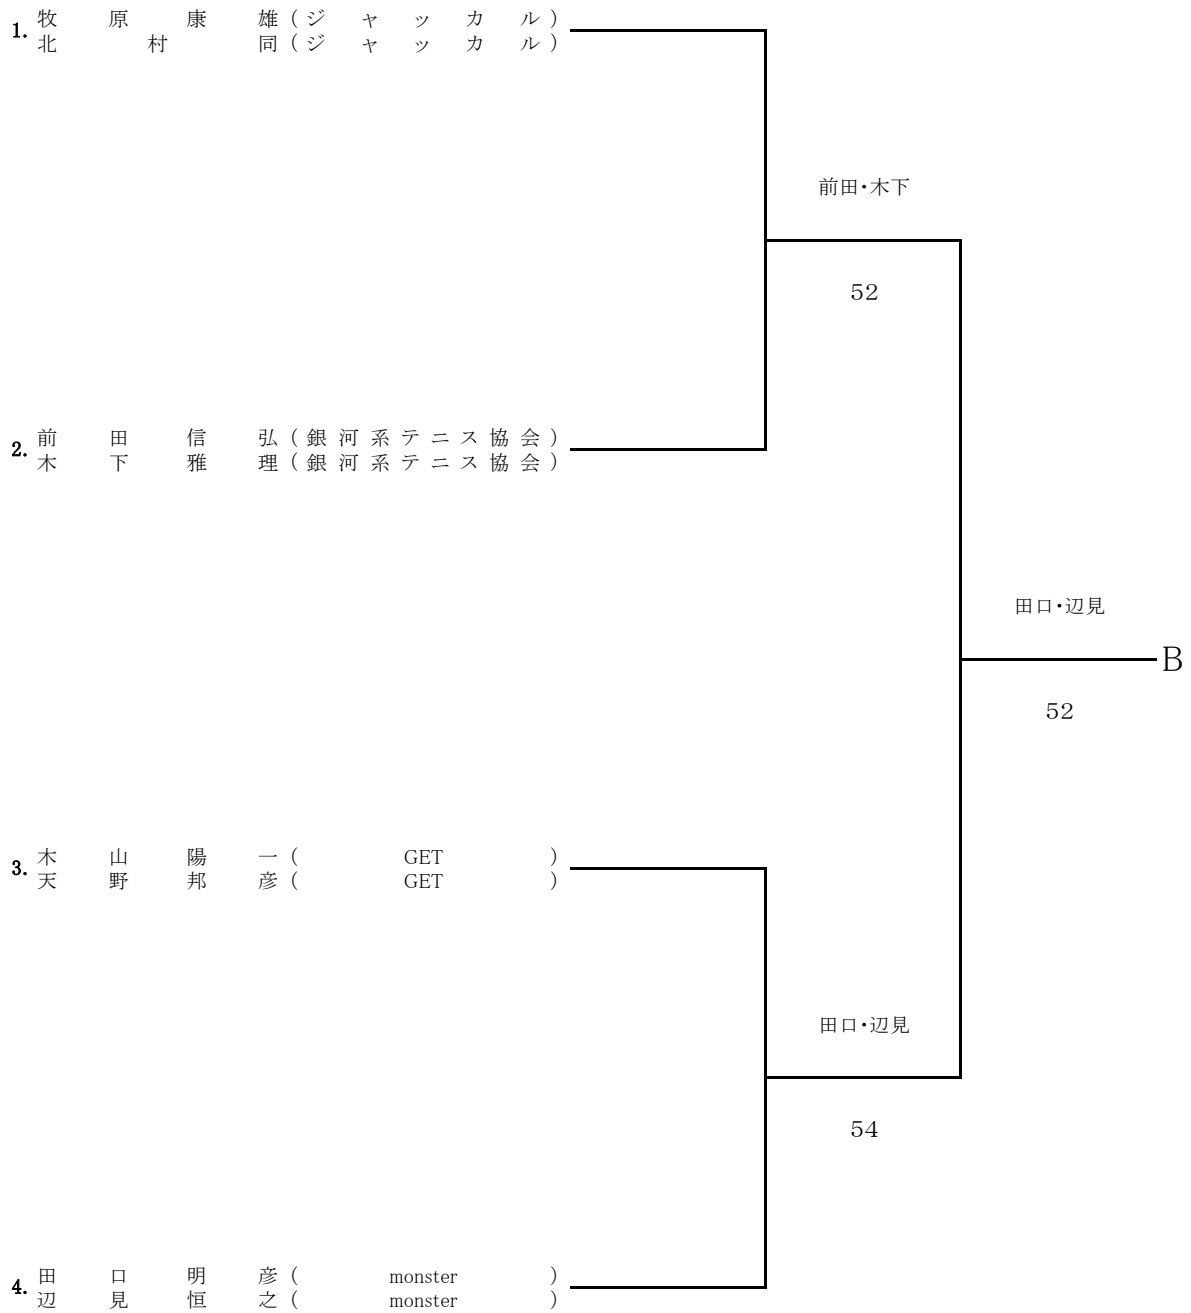 1. 牧原康雄(ジャッカル)
北村同(ジャッカル)
前田・木下
52
2. 前田信弘(銀河系テニス協会)
木下雅理(銀河系テニス協会)
田口・辺見
B
52
3. 木山陽一(GET)
天野邦彦(GET)
田口・辺見
54
4. 田口明彦(monster)
辺見恒之(monster)